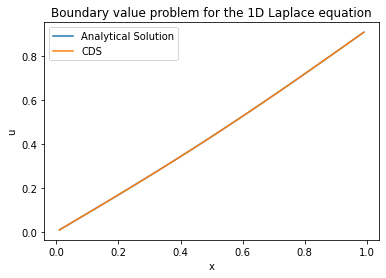 Boundary value problem for the 1D Laplace equation
Analytical Solution
CDS
u
0.8
0.6
0.4
0.2
0.0
0.0 0.2 0.4 0.6 0.8 1.0
x